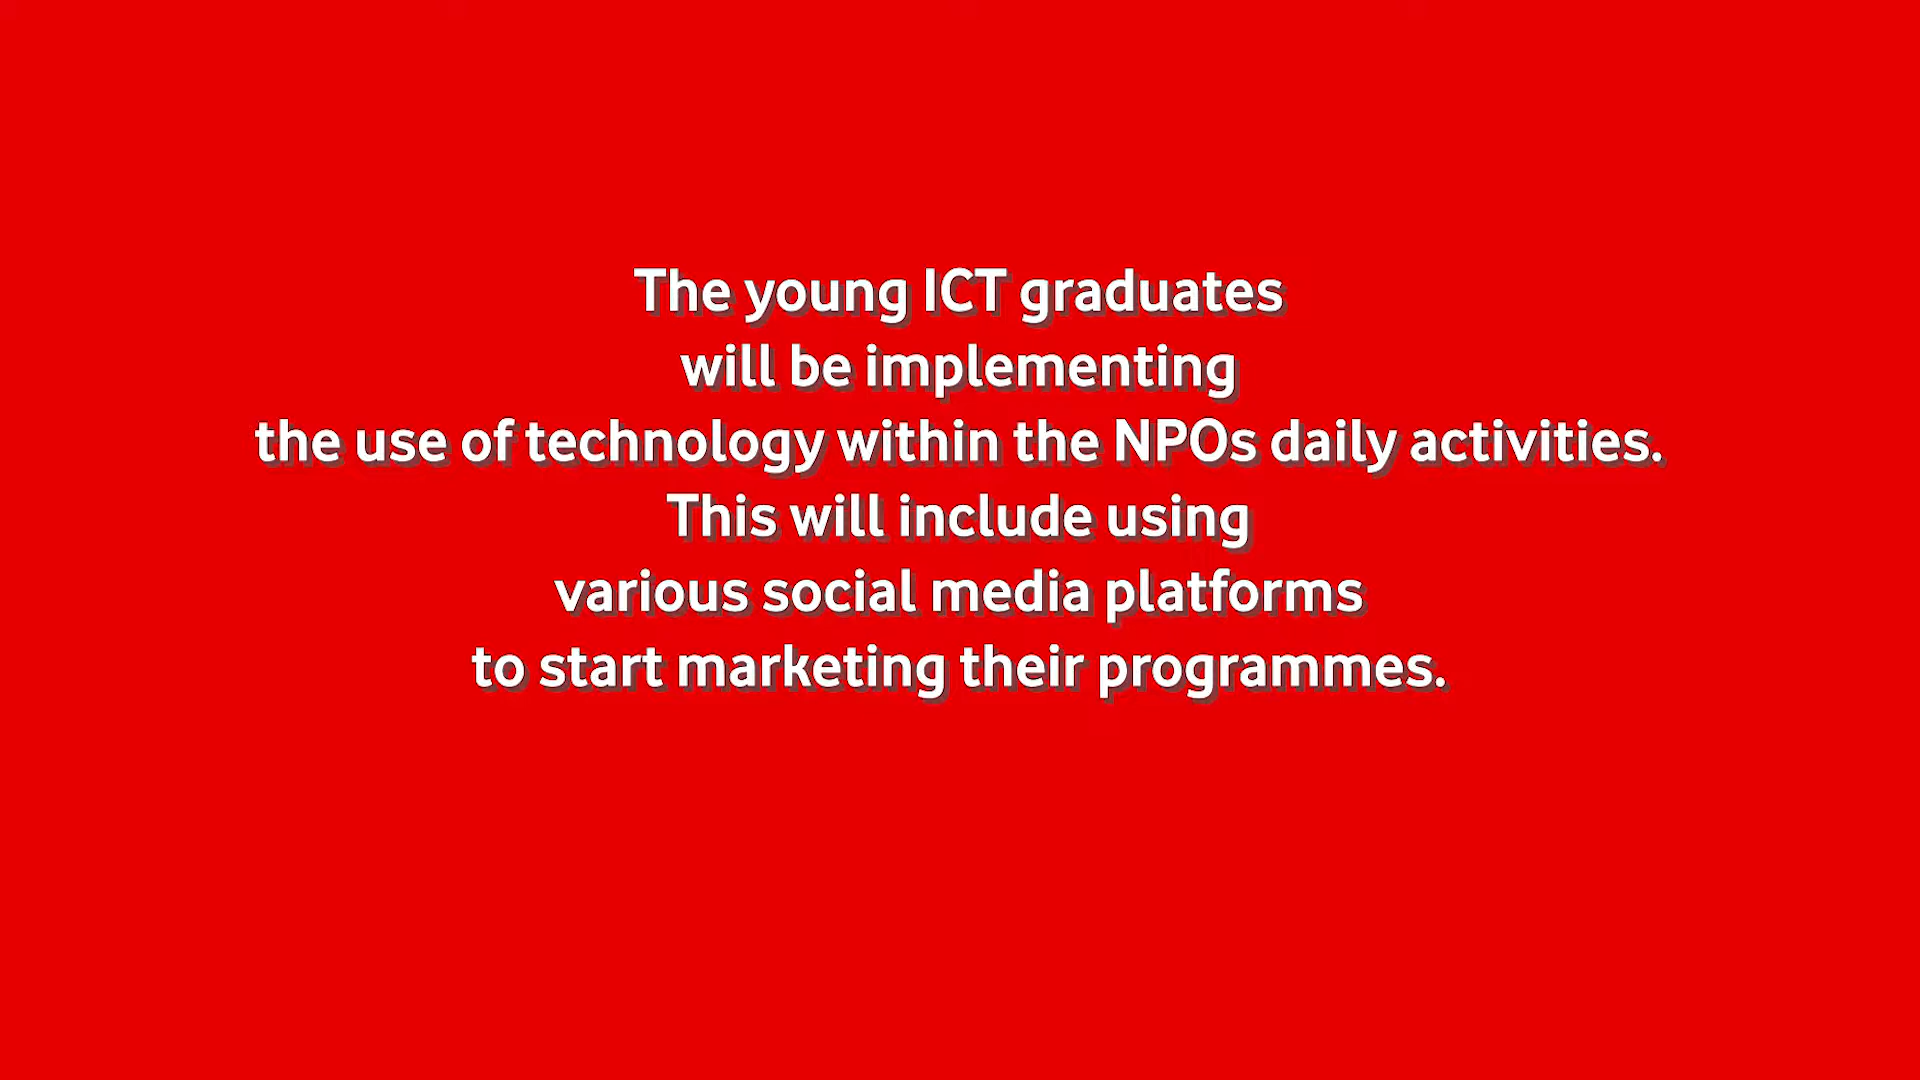 The young ICT graduates
will be implementing
the use of technology within the NPOs daily activities.
This will include using
various social media platforms
to start marketing their programmes.